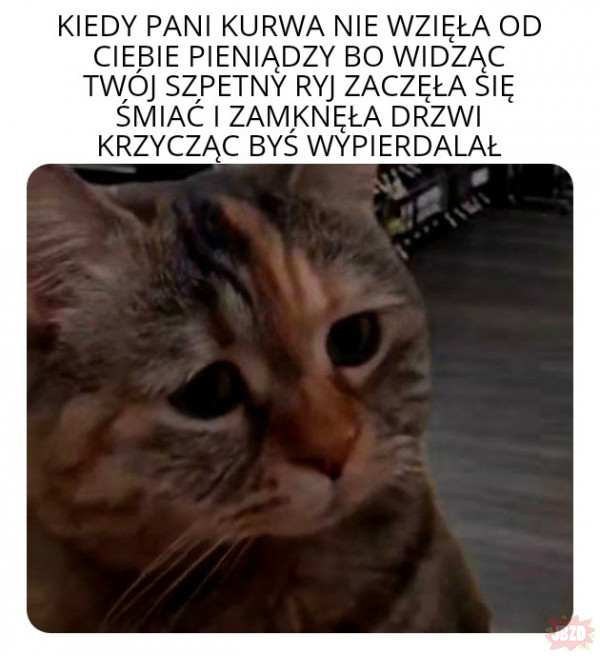 KIEDY PANI KURWA NIE WZIĘŁA OD
CIEBIE PIENIĄDZY BO WIDZĄC
TWÓJ SZPETNY RYJ ZACZĘŁA SIĘ
ŚMIAĆ I ZAMKNĘŁA DRZWI
KRZYCZĄC BYŚ WYPIERDALAŁ
JBZD